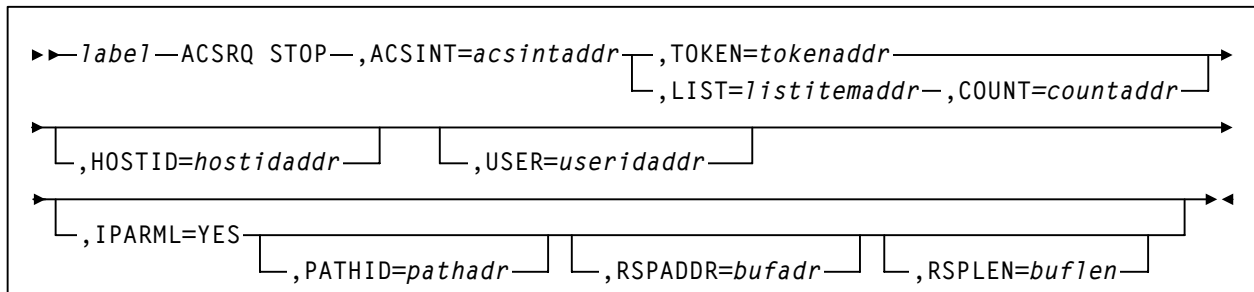 label ACSRQ STOP ,ACSINT=acsintaddr ,TOKEN=tokenaddr
,LIST=listitemaddr ,COUNT=countaddr
,HOSTID=hostidaddr ,USER=useridaddr
,IPARML=YES
,PATHID=pathadr ,RSPADDR=bufadr ,RSPLEN=buflen